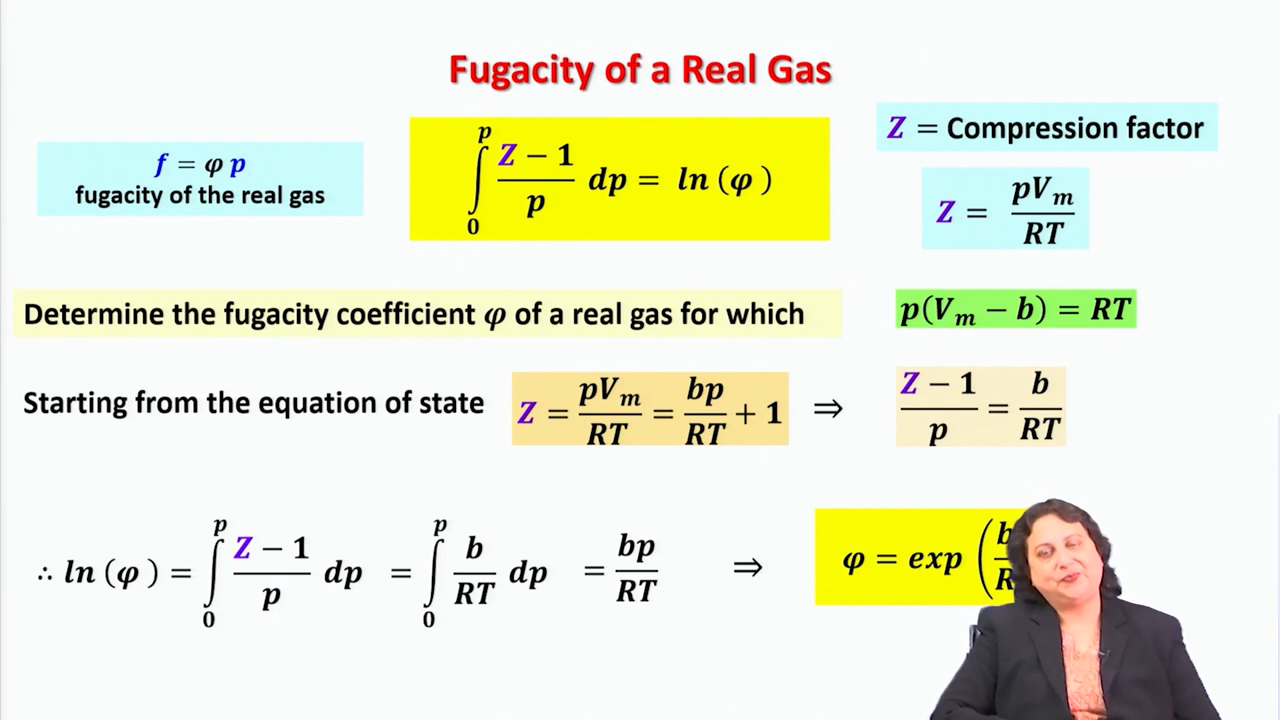 Fugacity of a Real Gas
f = φ p
fugacity of the real gas
∫₀ᵖ (Z − 1)/p dp = ln (φ)
Z = Compression factor
Z = pVₘ/RT
Determine the fugacity coefficient φ of a real gas for which
p(Vₘ − b) = RT
Starting from the equation of state
Z = pVₘ/RT = bp/RT + 1 ⇒ (Z − 1)/p = b/RT
∴ ln (φ) = ∫₀ᵖ (Z − 1)/p dp = ∫₀ᵖ b/RT dp = bp/RT ⇒ φ = exp (b/R